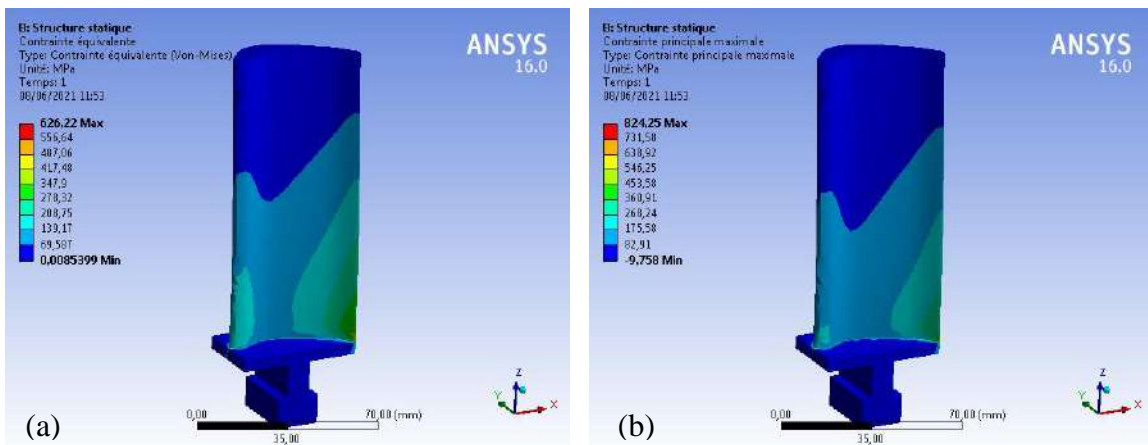 B: Structure statique
Contrainte équivalente
Type: Contrainte équivalente (Von-Mises)
Unité: MPa
Temps: 1
08/06/2021 11:53
626,22 Max
556,64
487,06
417,48
347,9
278,32
208,75
139,17
69,587
0,0085399 Min
ANSYS
16.0
Z
Y
X
0,00
70,00 (mm)
35,00
(a)
B: Structure statique
Contrainte principale maximale
Type: Contrainte principale maximale
Unité: MPa
Temps: 1
08/06/2021 11:53
824,25 Max
731,58
638,92
546,25
453,58
360,91
268,24
175,58
82,91
-9,758 Min
ANSYS
16.0
Z
Y
X
0,00
70,00 (mm)
35,00
(b)